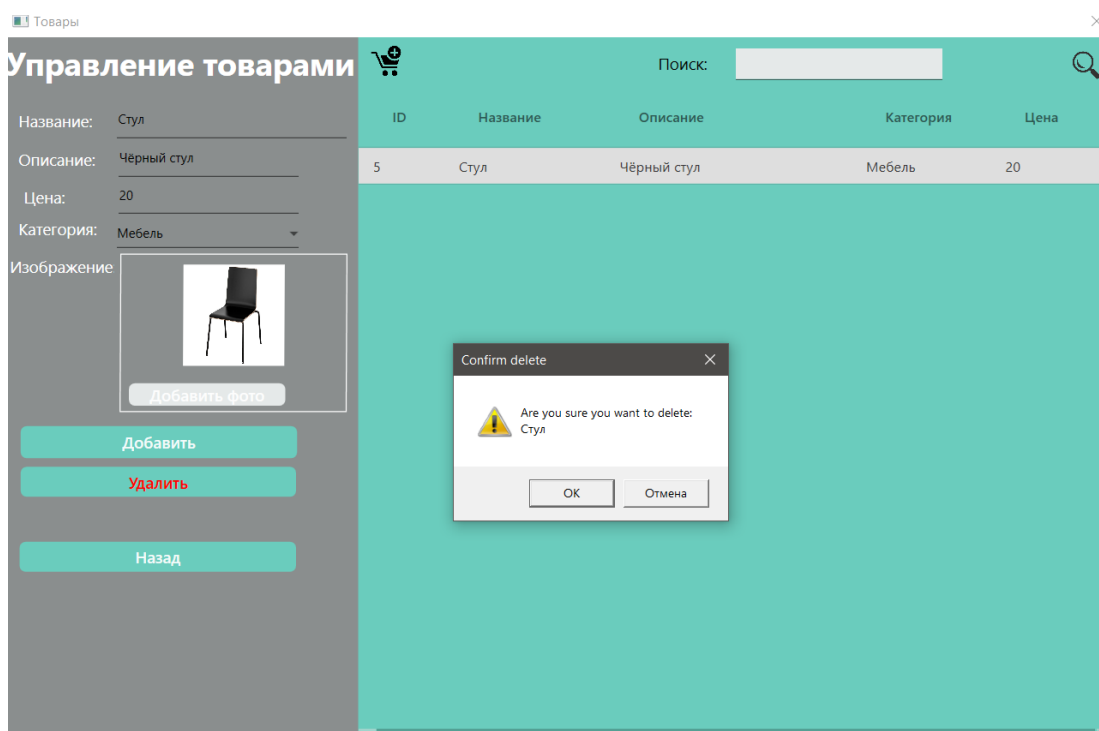 Товары
Управление товарами
Поиск:
Название: Стул
Описание: Чёрный стул
Цена: 20
Категория: Мебель
Изображение
Добавить фото
Добавить
Удалить
Назад
ID Название Описание Категория Цена
5 Стул Чёрный стул Мебель 20
Confirm delete
Are you sure you want to delete:
Стул
OK Отмена